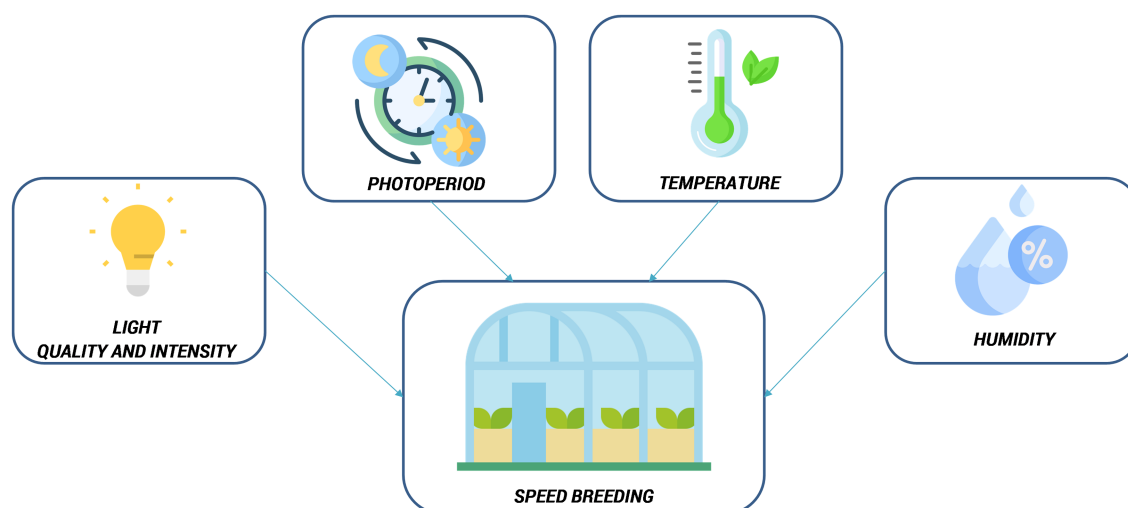 PHOTOPERIOD
TEMPERATURE
LIGHT
QUALITY AND INTENSITY
%
HUMIDITY
SPEED BREEDING